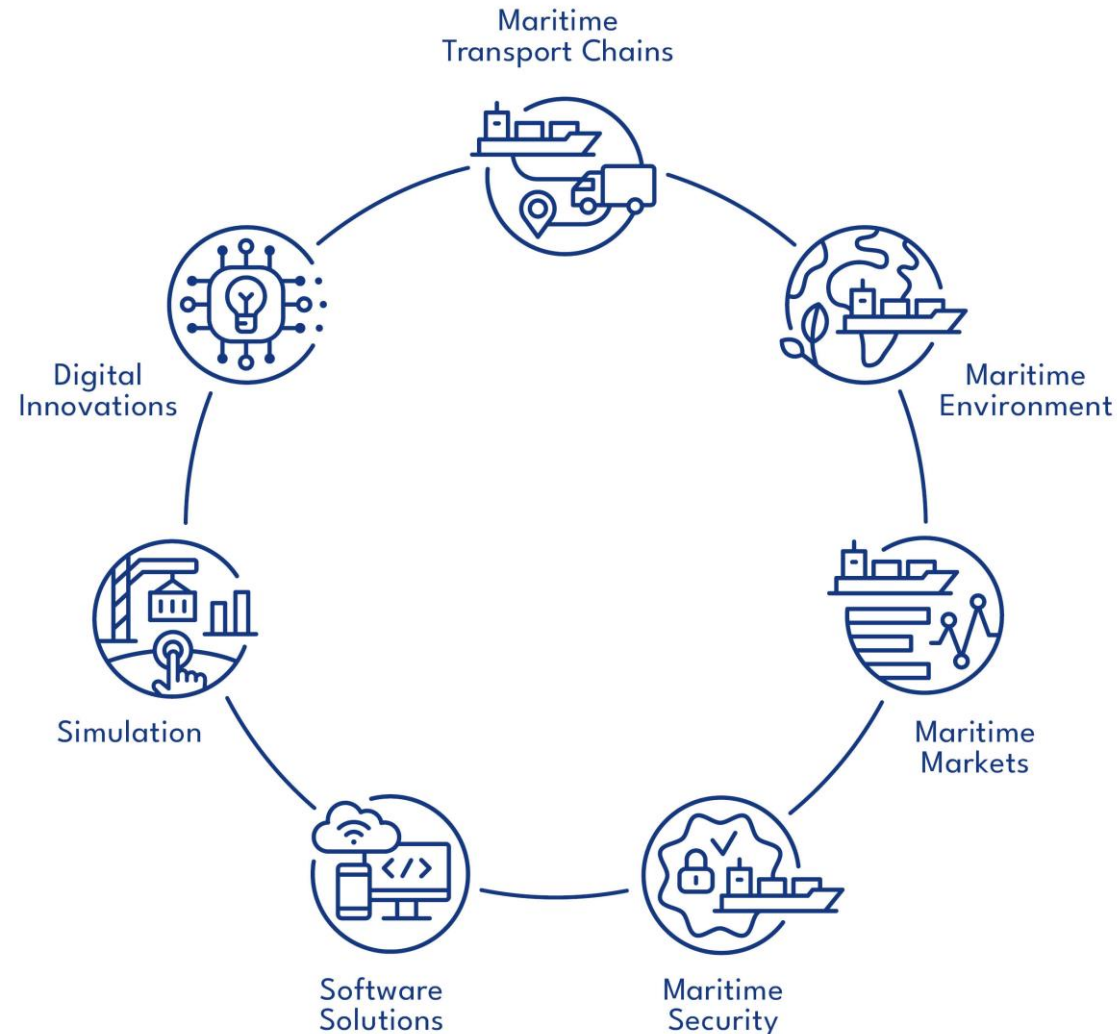 Maritime
Transport Chains
Digital
Innovations
Maritime
Environment
Simulation
Maritime
Markets
</>
Software
Solutions
Maritime
Security